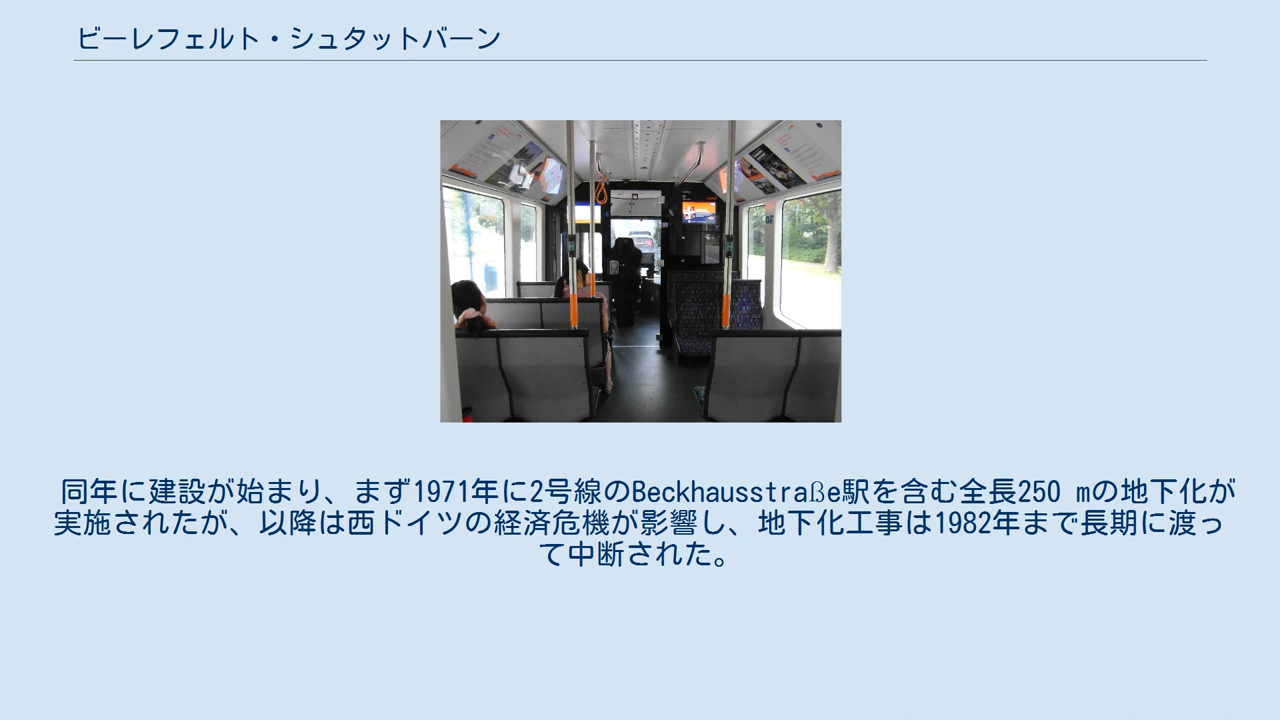 ビーレフェルト・シュタットバーン
同年に建設が始まり、まず1971年に2号線のBeckhausstraße駅を含む全長250 mの地下化が
実施されたが、以降は西ドイツの経済危機が影響し、地下化工事は1982年まで長期に渡っ
て中断された。